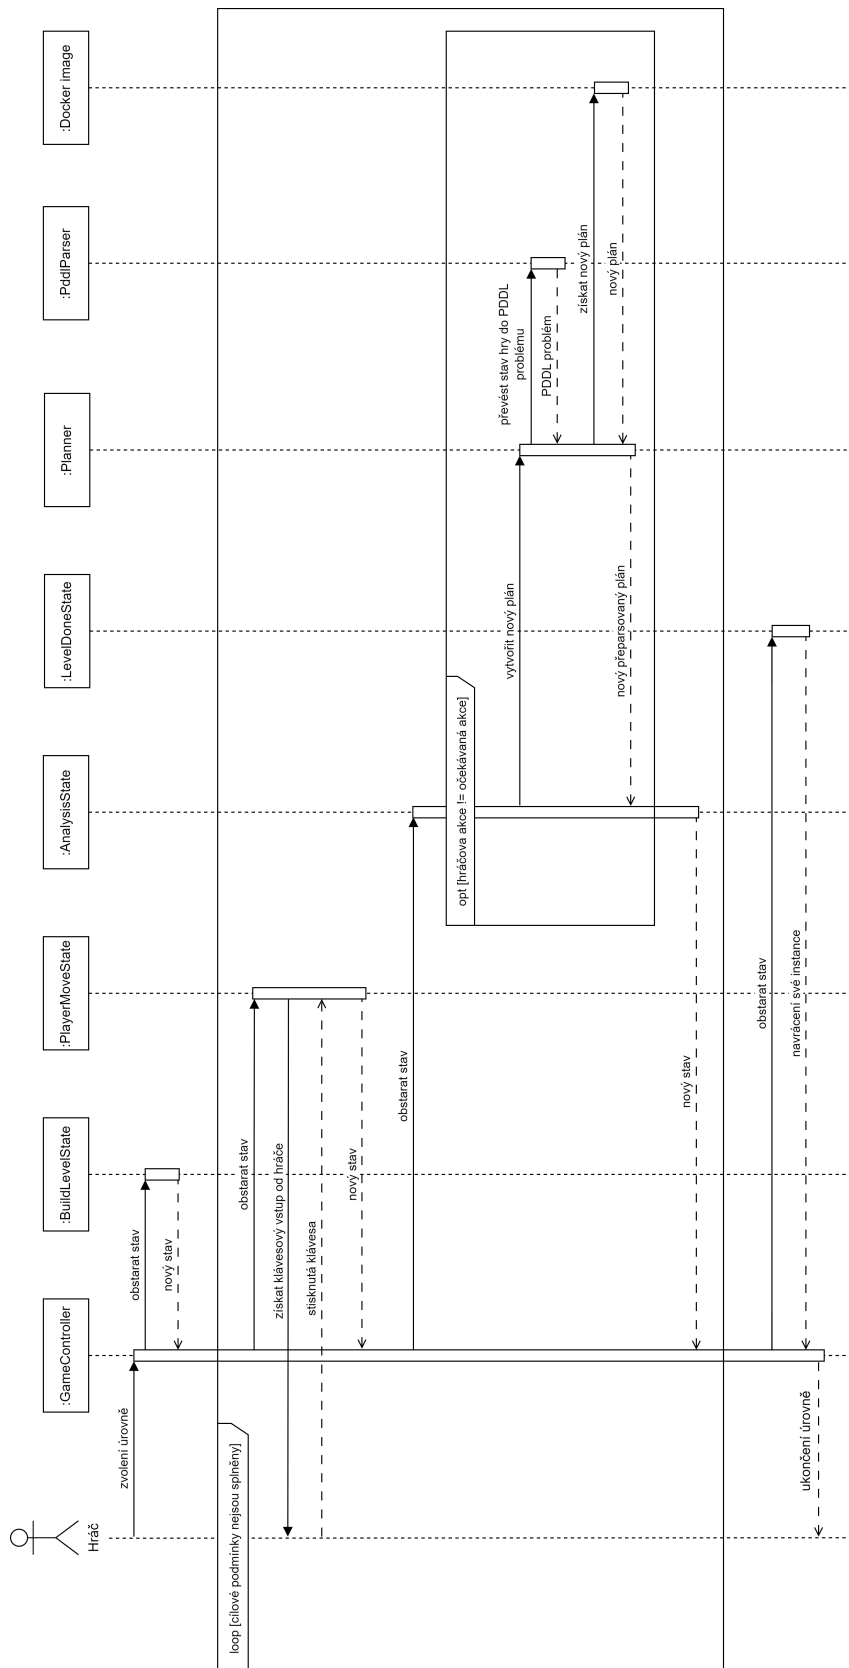 Hráč
:GameController
:BuildLevelState
:PlayerMoveState
:AnalysisState
:LevelDoneState
:Planner
:PddlParser
:Docker image
zvolení úrovně
obstarat stav
nový stav
loop [cílové podmínky nejsou splněny]
obstarat stav
získat klávesový vstup od hráče
stisknutá klávesa
nový stav
obstarat stav
opt [hráčova akce != očekávaná akce]
vytvořit nový plán
převést stav hry do PDDL
problému
PDDL problém
získat nový plán
nový plán
nový přeparsovaný plán
nový stav
obstarat stav
navrácení své instance
ukončení úrovně